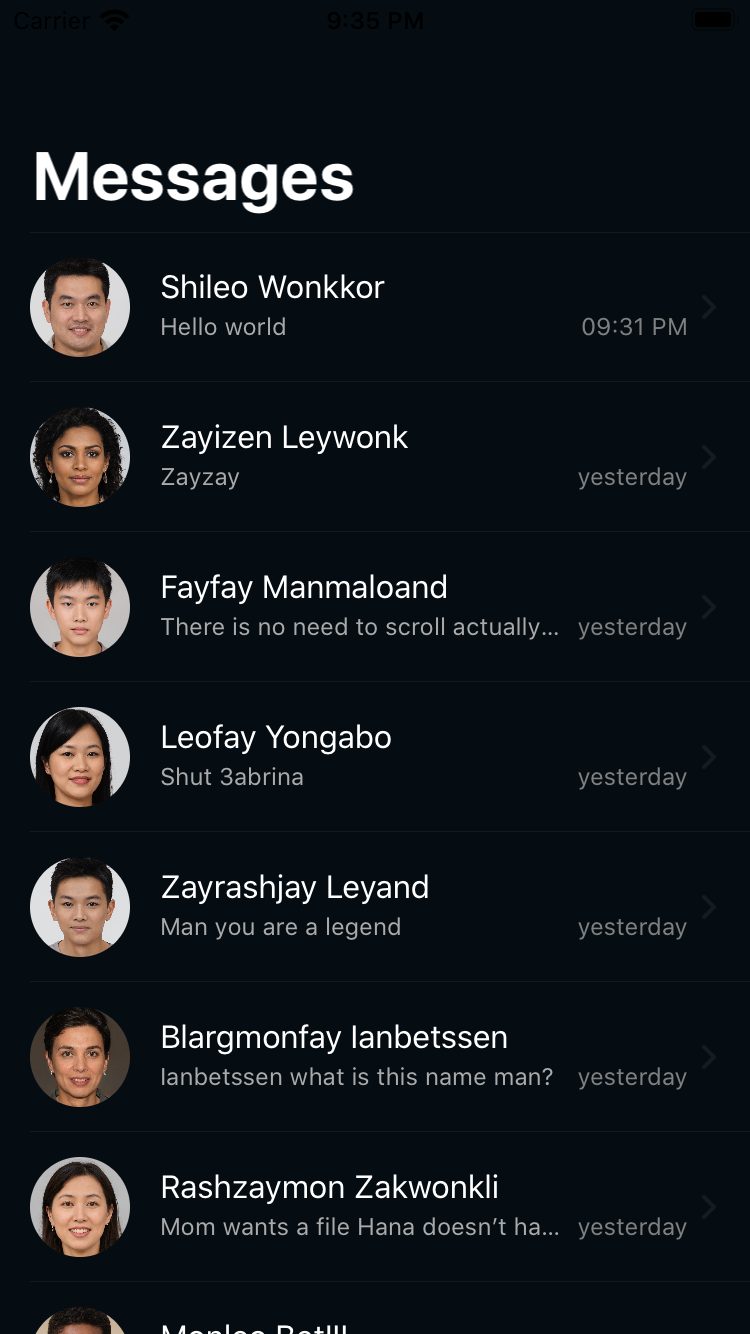 Carrier 9:35 PM
Messages
Shileo Wonkkor
Hello world 09:31 PM
Zayizen Leywonk
Zayzay yesterday
Fayfay Manmaloand
There is no need to scroll actually... yesterday
Leofay Yongabo
Shut 3abrina yesterday
Zayrashjay Leyand
Man you are a legend yesterday
Blargmonfay Ianbetssen
Ianbetssen what is this name man? yesterday
Rashzaymon Zakwonkli
Mom wants a file Hana doesn’t ha... yesterday